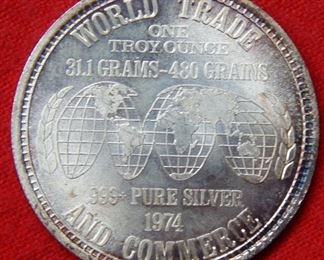 WORLD TRADE
ONE
TROY OUNCE
31.1 GRAMS-480 GRAINS
999+ PURE SILVER
1974
AND COMMERCE